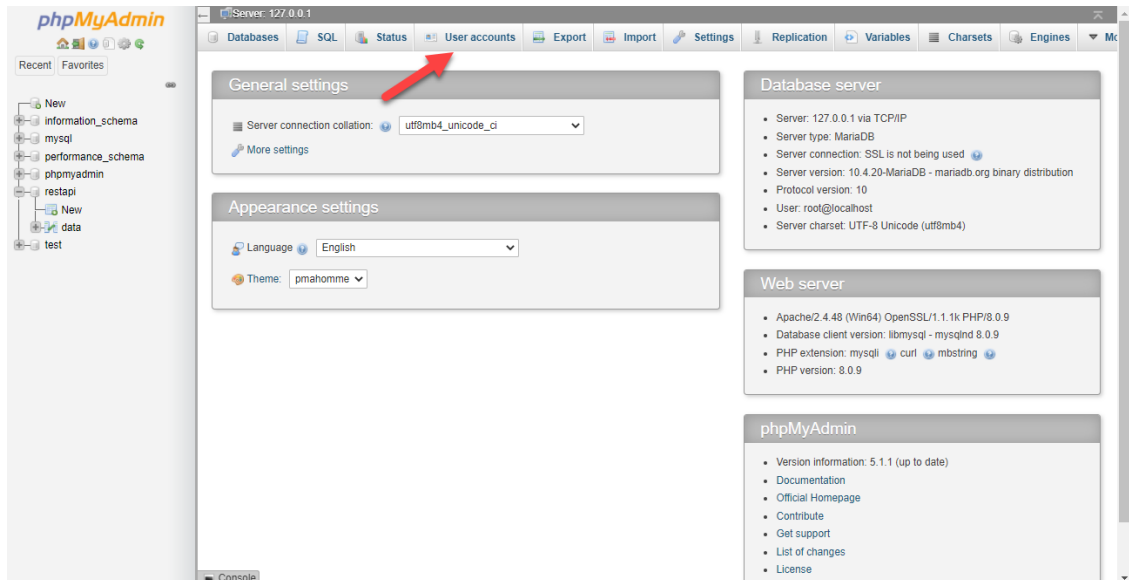 phpMyAdmin
Recent Favorites
New
information_schema
mysql
performance_schema
phpmyadmin
restapi
New
data
test
Server: 127.0.0.1
Databases SQL Status User accounts Export Import Settings Replication Variables Charsets Engines
General settings
Server connection collation: utf8mb4_unicode_ci
More settings
Appearance settings
Language English
Theme: pmahomme
Database server
Server: 127.0.0.1 via TCP/IP
Server type: MariaDB
Server connection: SSL is not being used
Server version: 10.4.20-MariaDB - mariadb.org binary distribution
Protocol version: 10
User: root@localhost
Server charset: UTF-8 Unicode (utf8mb4)
Web server
Apache/2.4.48 (Win64) OpenSSL/1.1.1k PHP/8.0.9
Database client version: libmysql - mysqlnd 8.0.9
PHP extension: mysqli curl mbstring
PHP version: 8.0.9
phpMyAdmin
Version information: 5.1.1 (up to date)
Documentation
Official Homepage
Contribute
Get support
List of changes
License
Console